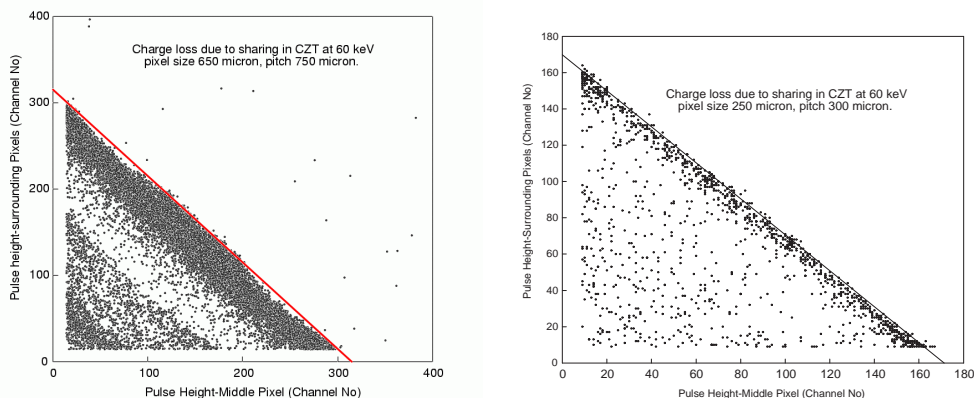 Charge loss due to sharing in CZT at 60 keV
pixel size 650 micron, pitch 750 micron.
Pulse height-surrounding Pixels (Channel No)
400
300
200
100
0
0 100 200 300 400
Pulse Height-Middle Pixel (Channel No)
Charge loss due to sharing in CZT at 60 keV
pixel size 250 micron, pitch 300 micron.
Pulse Height-Surrounding Pixels (Channel No)
180
160
140
120
100
80
60
40
20
0
0 20 40 60 80 100 120 140 160 180
Pulse Height-Middle Pixel (Channel No)